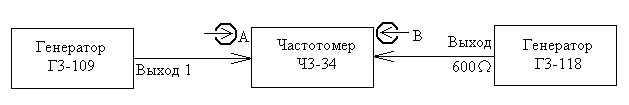 Генератор
ГЗ-109
Выход 1
А
Частотомер
ЧЗ-34
В
Выход
600Ω
Генератор
ГЗ-118